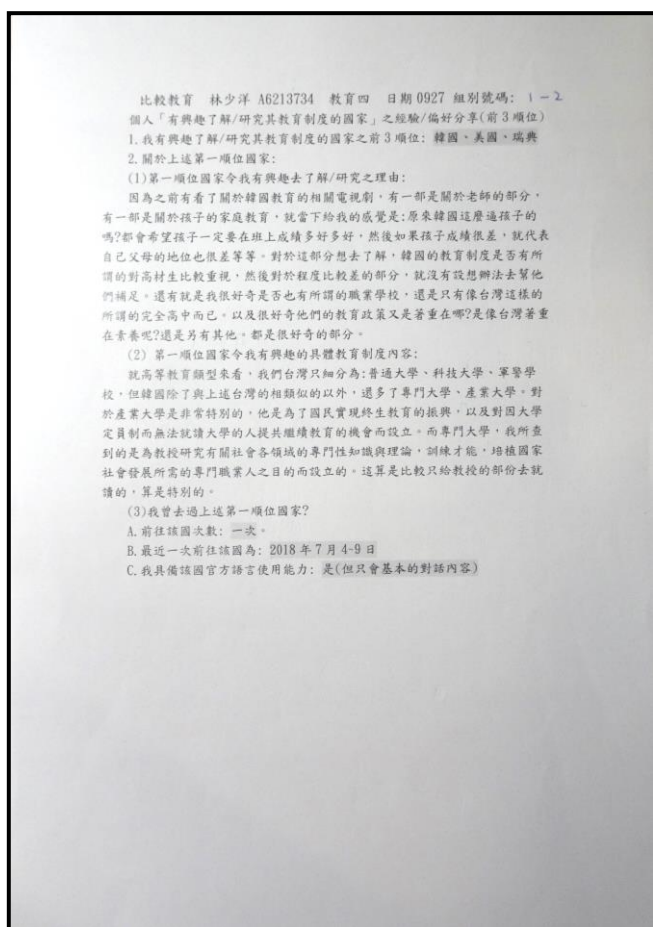 比較教育 林少洋 A6213734 教育四 日期 0927 組別號碼: 1-2
個人「有興趣了解/研究其教育制度的國家」之經驗/偏好分享(前 3 順位)
1.我有興趣了解/研究其教育制度的國家之前 3 順位: 韓國、美國、瑞典
2.關於上述第一順位國家:
(1)第一順位國家令我有興趣去了解/研究之理由:
因為之前有看了關於韓國教育的相關電視劇,有一部是關於老師的部分,
有一部是關於孩子的家庭教育,就當下給我的感覺是:原來韓國這麼逼孩子的
嗎?都會希望孩子一定要在班上成績多好多好,然後如果孩子成績很差,就代表
自己父母的地位也很差等等。對於這部分想去了解,韓國的教育制度是否有所
謂的對高材生比較重視,然後對於程度比較差的部分,就沒有設想辦法去幫他
們補足。還有就是我很好奇是否也有所謂的職業學校,還是只有像台灣這樣的
所謂的完全高中而已。以及很好奇他們的教育政策又是著重在哪?是像台灣著重
在素養呢?還是另有其他。都是很好奇的部分。
(2) 第一順位國家令我有興趣的具體教育制度內容:
就高等教育類型來看,我們台灣只細分為:普通大學、科技大學、軍警學
校,但韓國除了與上述台灣的相類似的以外,還多了專門大學、產業大學。對
於產業大學是非常特別的,他是為了國民實現終生教育的振興,以及對因大學
定員制而無法就讀大學的人提共繼續教育的機會而設立。而專門大學,我所查
到的是為教授研究有關社會各領域的專門性知識與理論,訓練才能,培植國家
社會發展所需的專門職業人之目的而設立的。這算是比較只給教授的部份去就
讀的,算是特別的。
(3)我曾去過上述第一順位國家?
A.前往該國次數: 一次。
B.最近一次前往該國為: 2018 年 7 月 4-9 日
C.我具備該國官方語言使用能力: 是(但只會基本的對話內容)